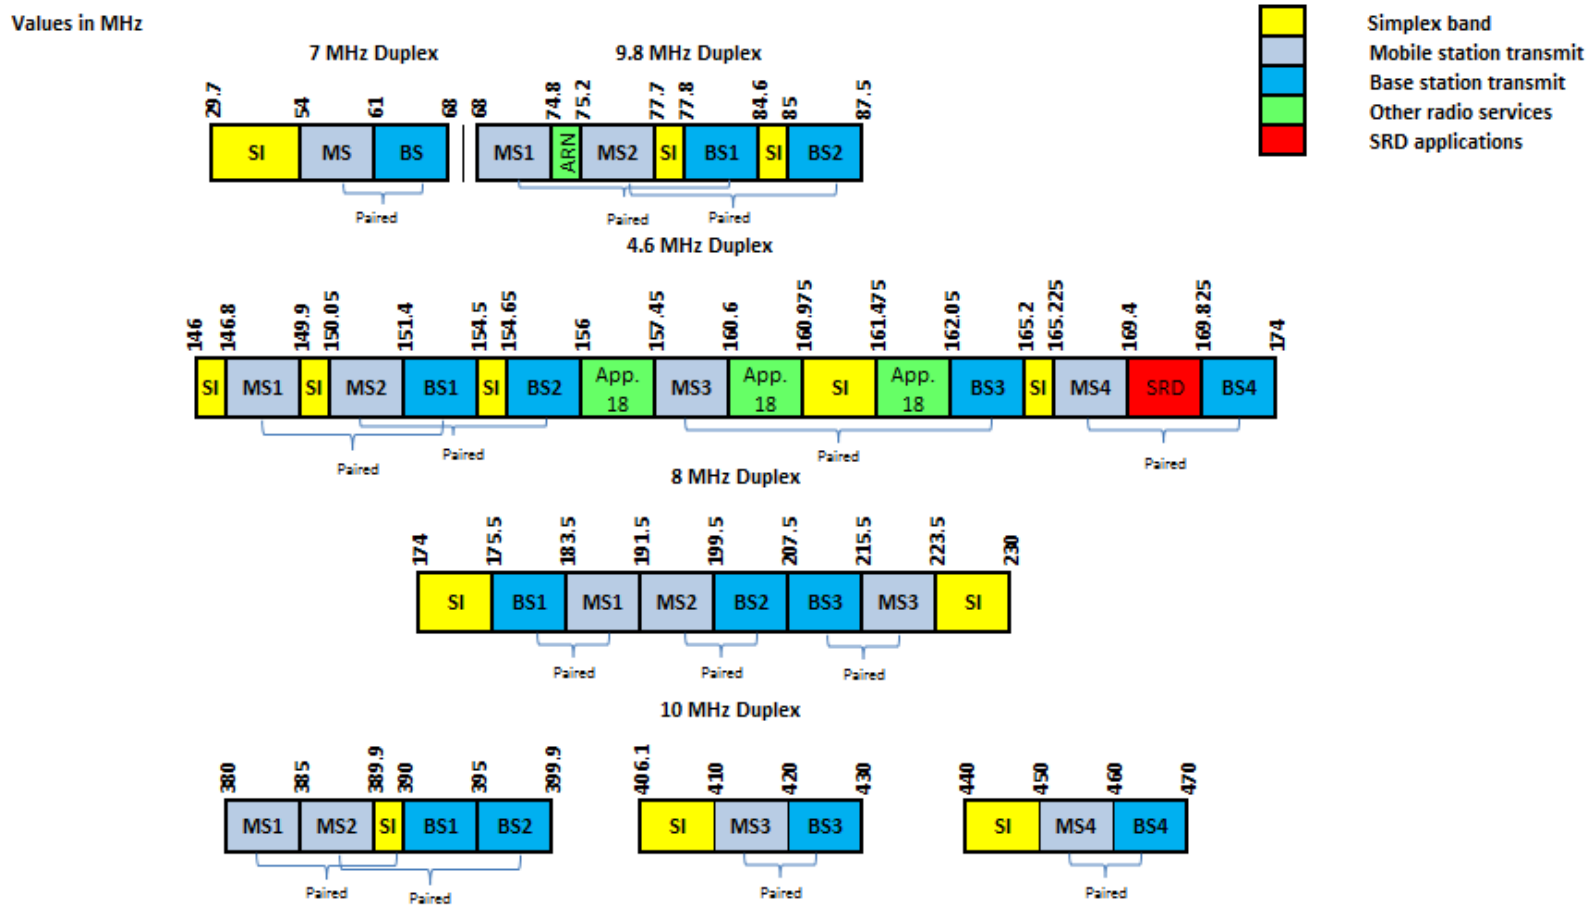 Values in MHz
Simplex band
Mobile station transmit
Base station transmit
Other radio services
SRD applications
7 MHz Duplex 9.8 MHz Duplex
29.7 54 61 68 68 74.8 75.2 77.7 77.8 84.6 85 87.5
SI MS BS MS1 ARN MS2 SI BS1 SI BS2
Paired Paired Paired
4.6 MHz Duplex
146 146.8 149.9 150.05 151.4 154.5 154.65 156 157.45 160.6 160.975 161.475 162.05 165.2 165.225 169.4 169.825 174
SI MS1 SI MS2 BS1 SI BS2 App. 18 MS3 App. 18 SI App. 18 BS3 SI MS4 SRD BS4
Paired Paired Paired Paired
8 MHz Duplex
174 175.5 183.5 191.5 199.5 207.5 215.5 223.5 230
SI BS1 MS1 MS2 BS2 BS3 MS3 SI
Paired Paired Paired
10 MHz Duplex
380 385 389.9 390 395 399.9 406.1 410 420 430 440 450 460 470
MS1 MS2 SI BS1 BS2 SI MS3 BS3 SI MS4 BS4
Paired Paired Paired Paired